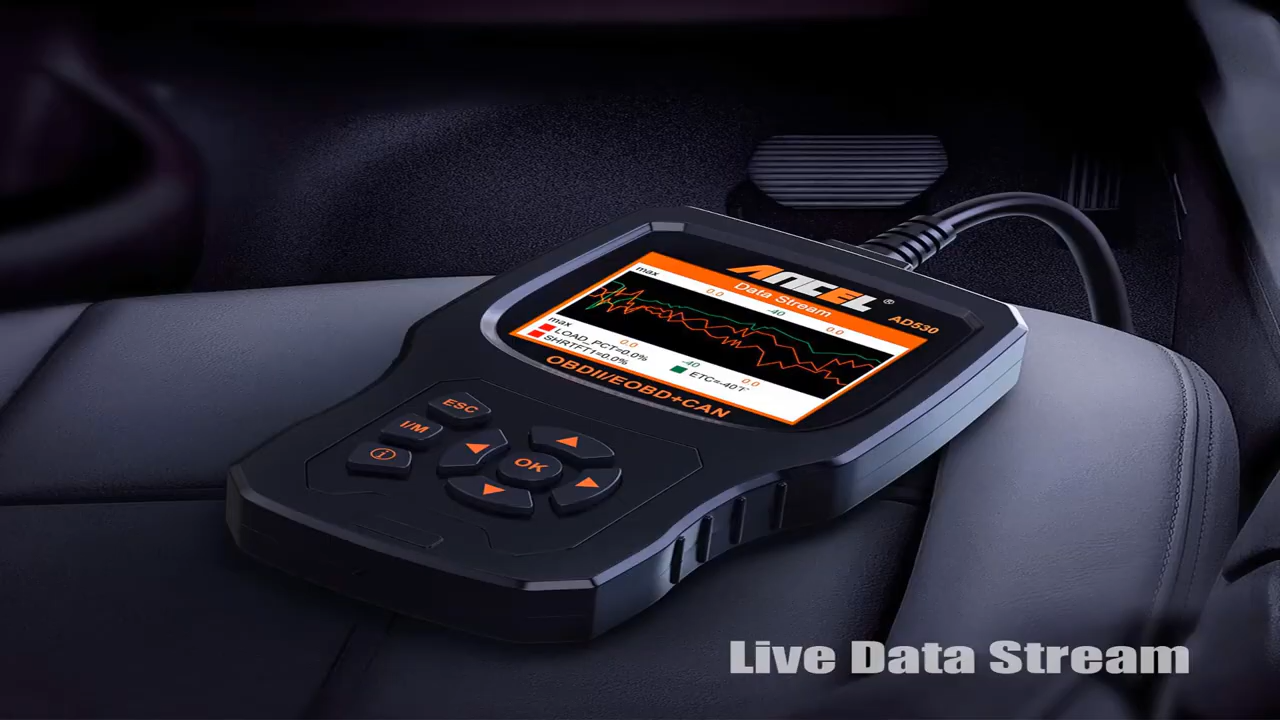 ANCEL®
AD530
Data Stream
max 0.0 -40 0.0
max 0.0 -40 0.0
LOAD_PCT=0.0%
SHRTFT1=0.0%
ETC=-40°F
OBDII/EOBD+CAN
ESC
I/M
i
OK
Live Data Stream